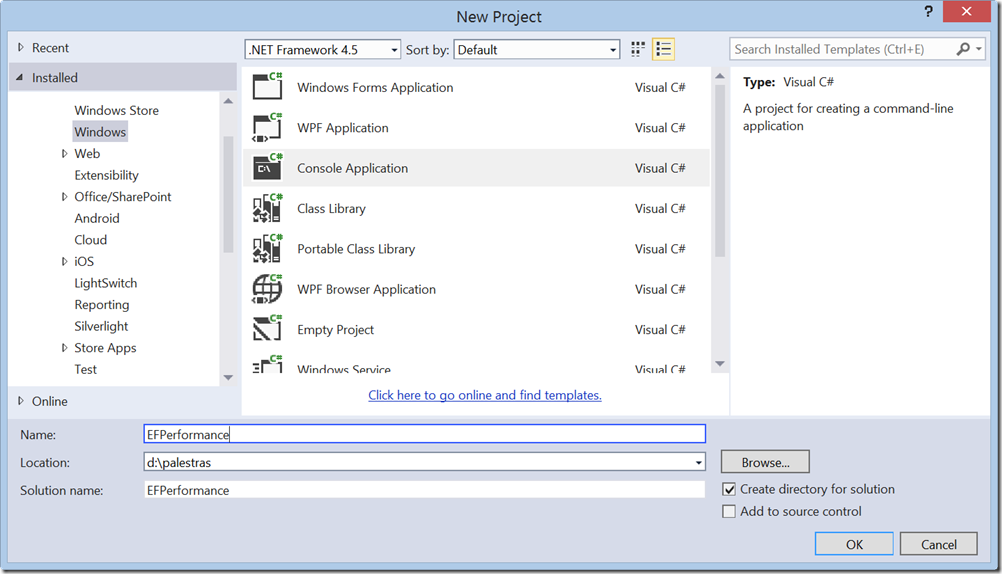 New Project
?
Recent
Installed
Windows Store
Windows
Web
Extensibility
Office/SharePoint
Android
Cloud
iOS
LightSwitch
Reporting
Silverlight
Store Apps
Test
Online
.NET Framework 4.5 Sort by: Default
C# Windows Forms Application Visual C#
C# WPF Application Visual C#
C# C:\ Console Application Visual C#
C# Class Library Visual C#
C# Portable Class Library Visual C#
C# WPF Browser Application Visual C#
C# Empty Project Visual C#
C# Windows Service Visual C#
Click here to go online and find templates.
Search Installed Templates (Ctrl+E)
Type: Visual C#
A project for creating a command-line
application
Name: EFPerformance
Location: d:\palestras Browse...
Solution name: EFPerformance
Create directory for solution
Add to source control
OK Cancel